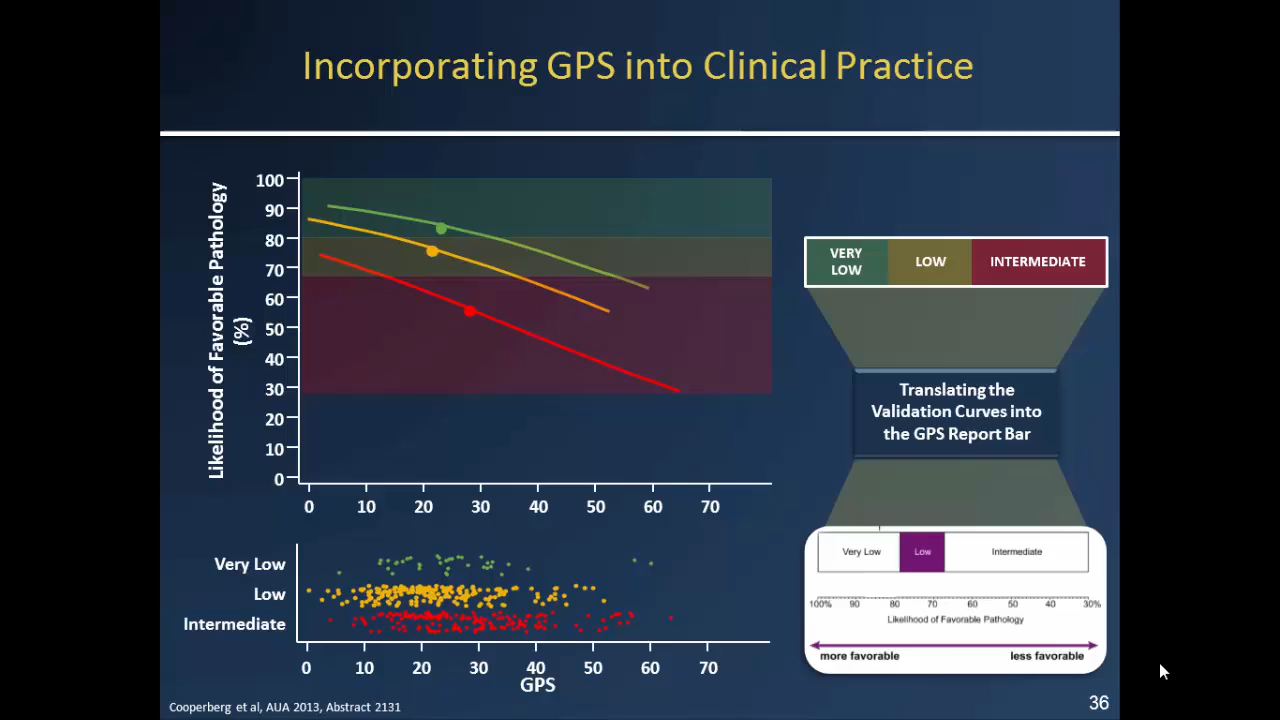 Incorporating GPS into Clinical Practice
Likelihood of Favorable Pathology
(%)
100
90
80
70
60
50
40
30
20
10
0
0 10 20 30 40 50 60 70
VERY
LOW
LOW
INTERMEDIATE
Translating the
Validation Curves into
the GPS Report Bar
Very Low
Low
Intermediate
0 10 20 30 40 50 60 70
GPS
Very Low Low Intermediate
100% 90 80 70 60 50 40 30%
Likelihood of Favorable Pathology
more favorable less favorable
Cooperberg et al, AUA 2013, Abstract 2131
36